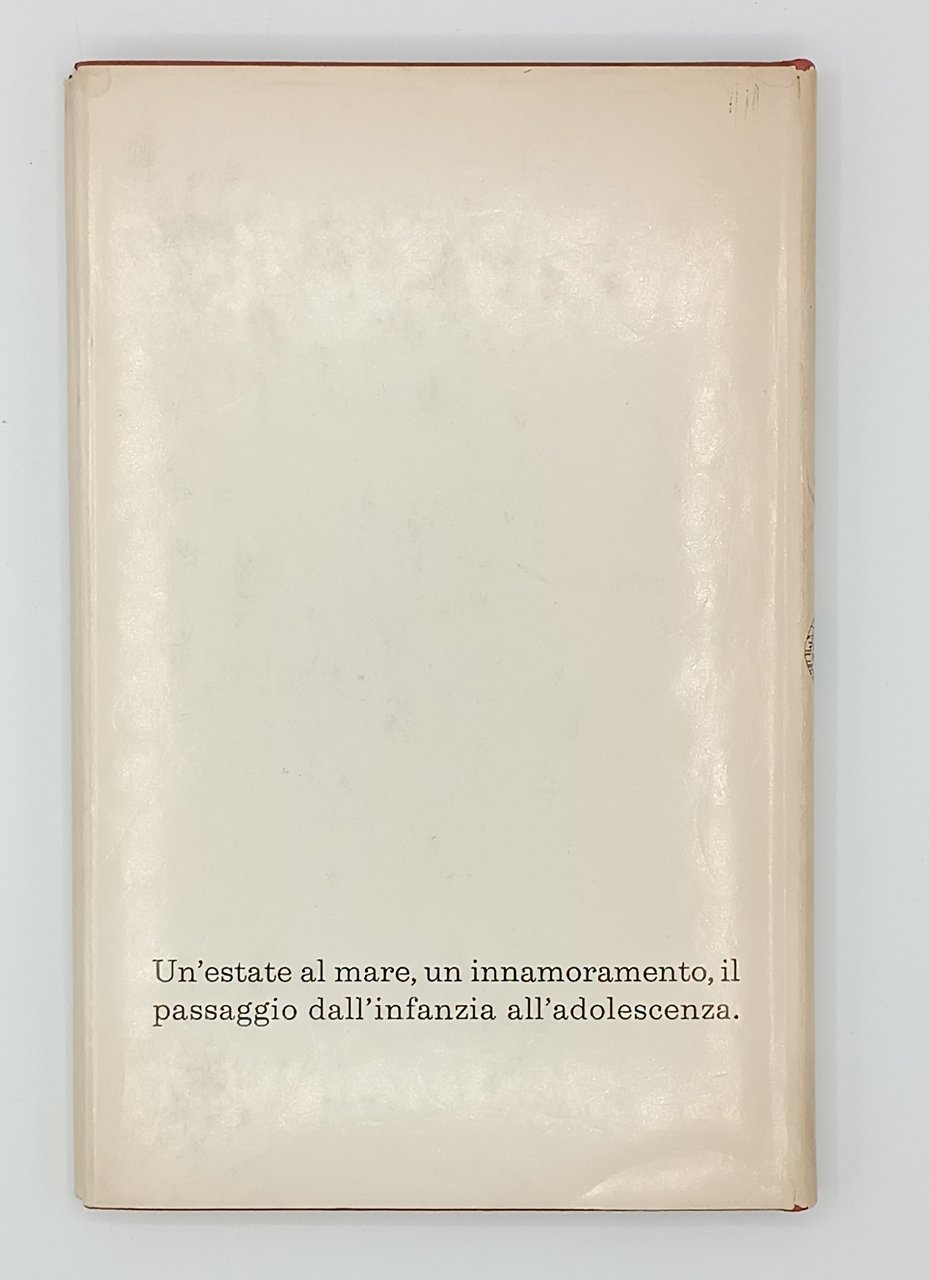 Un'estate al mare, un innamoramento, il
passaggio dall'infanzia all'adolescenza.